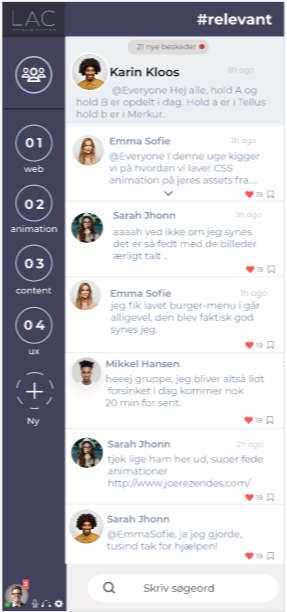 LAC
#relevant
21 nye beskeder
Karin Kloos
8h ago
@Everyone Hej alle, hold A og
hold B er opdelt i dag. Hold a er i Tellus
hold b er i Merkur.
Emma Sofie
3h ago
@Everyone I denne uge kigger
vi på hvordan vi laver CSS
animation på jeres assets fra....
19
Sarah Jhonn
3h ago
aaaah ved ikke om jeg synes
det er så fedt med de billeder
ærligt talt ..
19
Emma Sofie
1h ago
jeg fik lavet burger-menu i går
alligevel, den blev faktisk god
synes jeg.
19
Mikkel Hansen
heeej gruppe, jeg bliver altså lidt
forsinket i dag kommer nok
20 min for sent.
19
Sarah Jhonn
2h ago
tjek lige ham her ud, super fede
animationer
http://www.joerezendes.com/
19
Sarah Jhonn
@EmmaSofie, ja jeg gjorde,
tusind tak for hjælpen!
19
01
web
02
animation
03
content
04
ux
Ny
3
Skriv søgeord